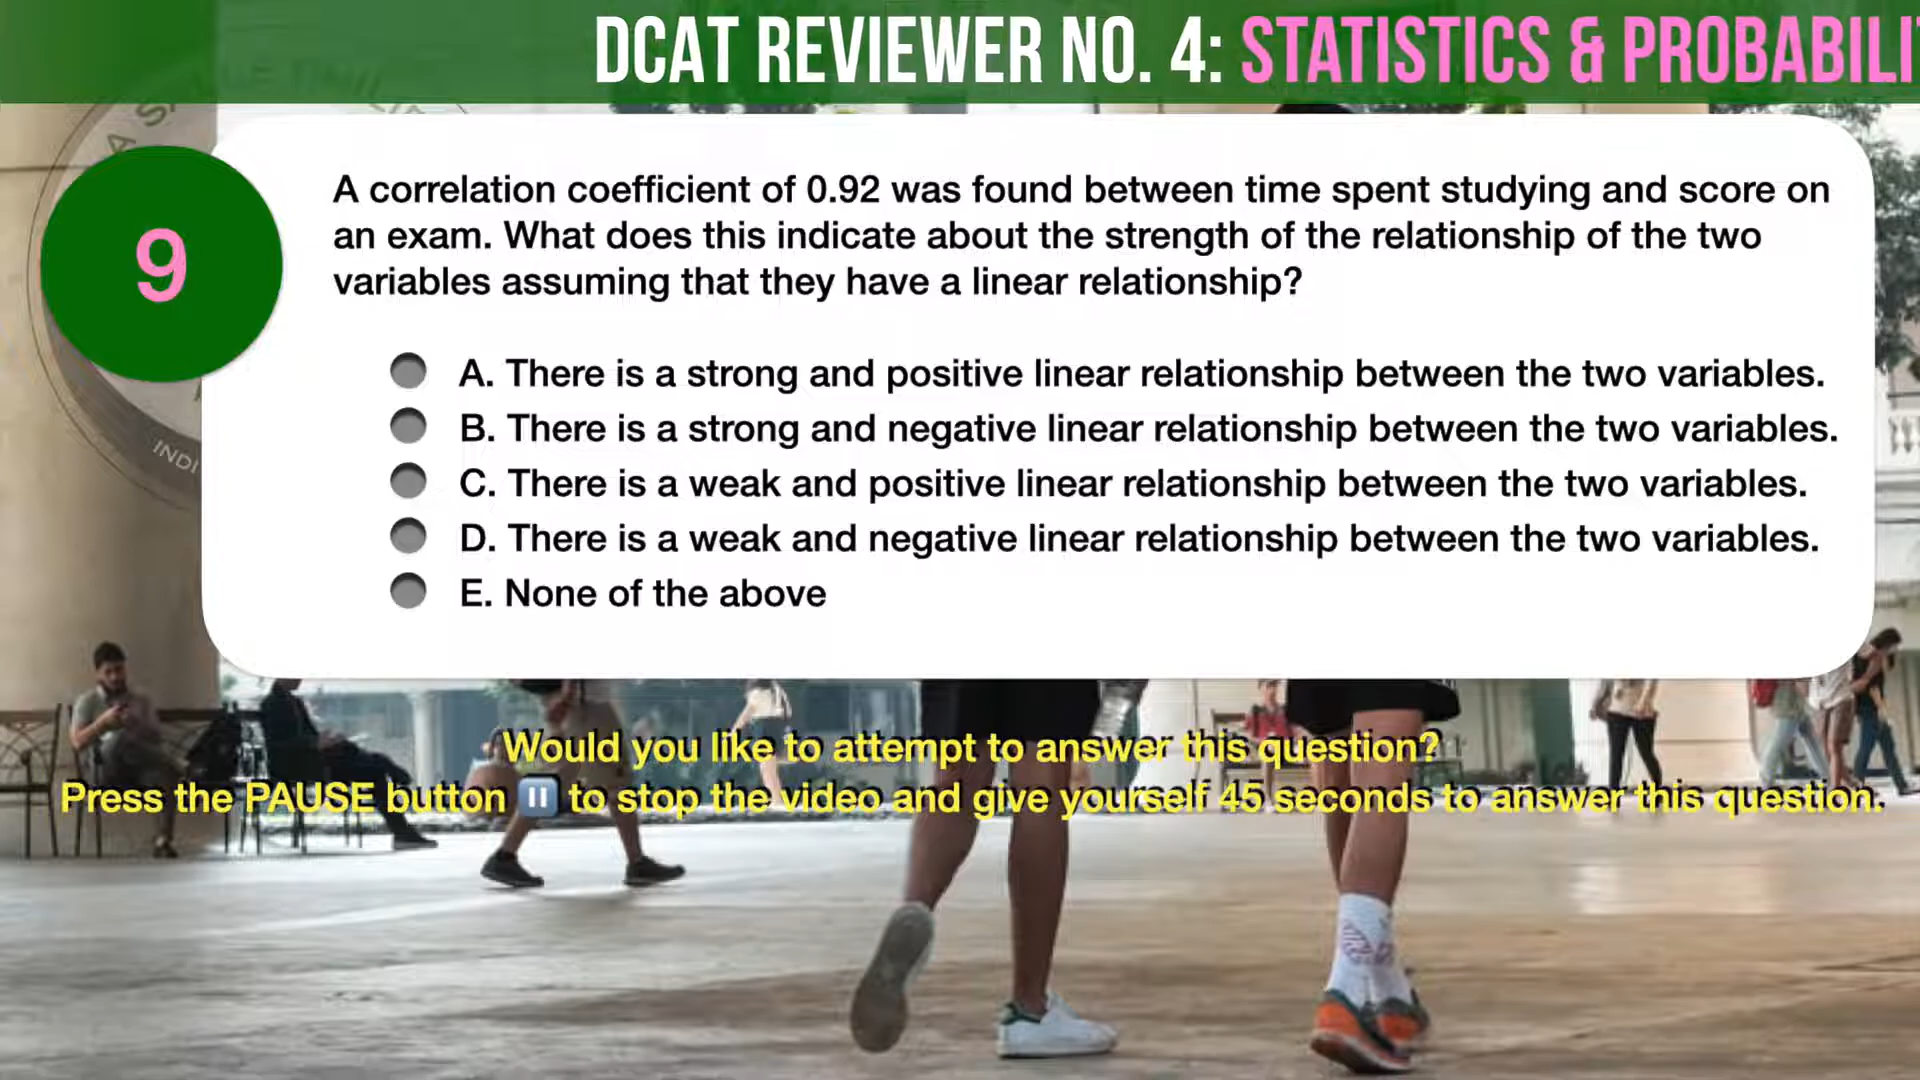 DCAT REVIEWER NO. 4: STATISTICS & PROBABILI
9
A correlation coefficient of 0.92 was found between time spent studying and score on
an exam. What does this indicate about the strength of the relationship of the two
variables assuming that they have a linear relationship?
A. There is a strong and positive linear relationship between the two variables.
B. There is a strong and negative linear relationship between the two variables.
C. There is a weak and positive linear relationship between the two variables.
D. There is a weak and negative linear relationship between the two variables.
E. None of the above
INDI
Would you like to attempt to answer this question?
Press the PAUSE button ⏸ to stop the video and give yourself 45 seconds to answer this question.